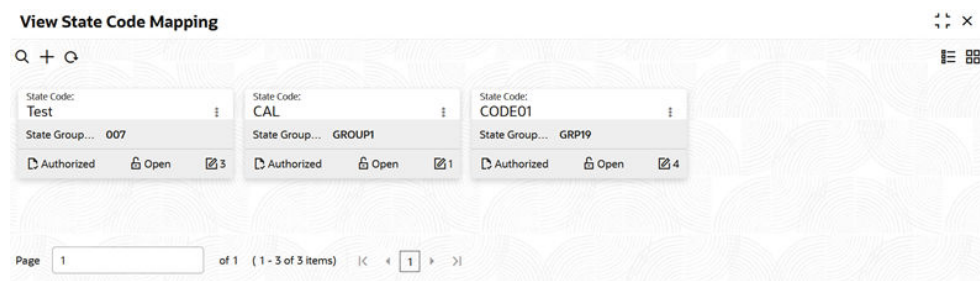 View State Code Mapping
State Code:
Test
State Group... 007
Authorized Open 3
State Code:
CAL
State Group... GROUP1
Authorized Open 1
State Code:
CODE01
State Group... GRP19
Authorized Open 4
Page 1 of 1 (1 - 3 of 3 items) 1